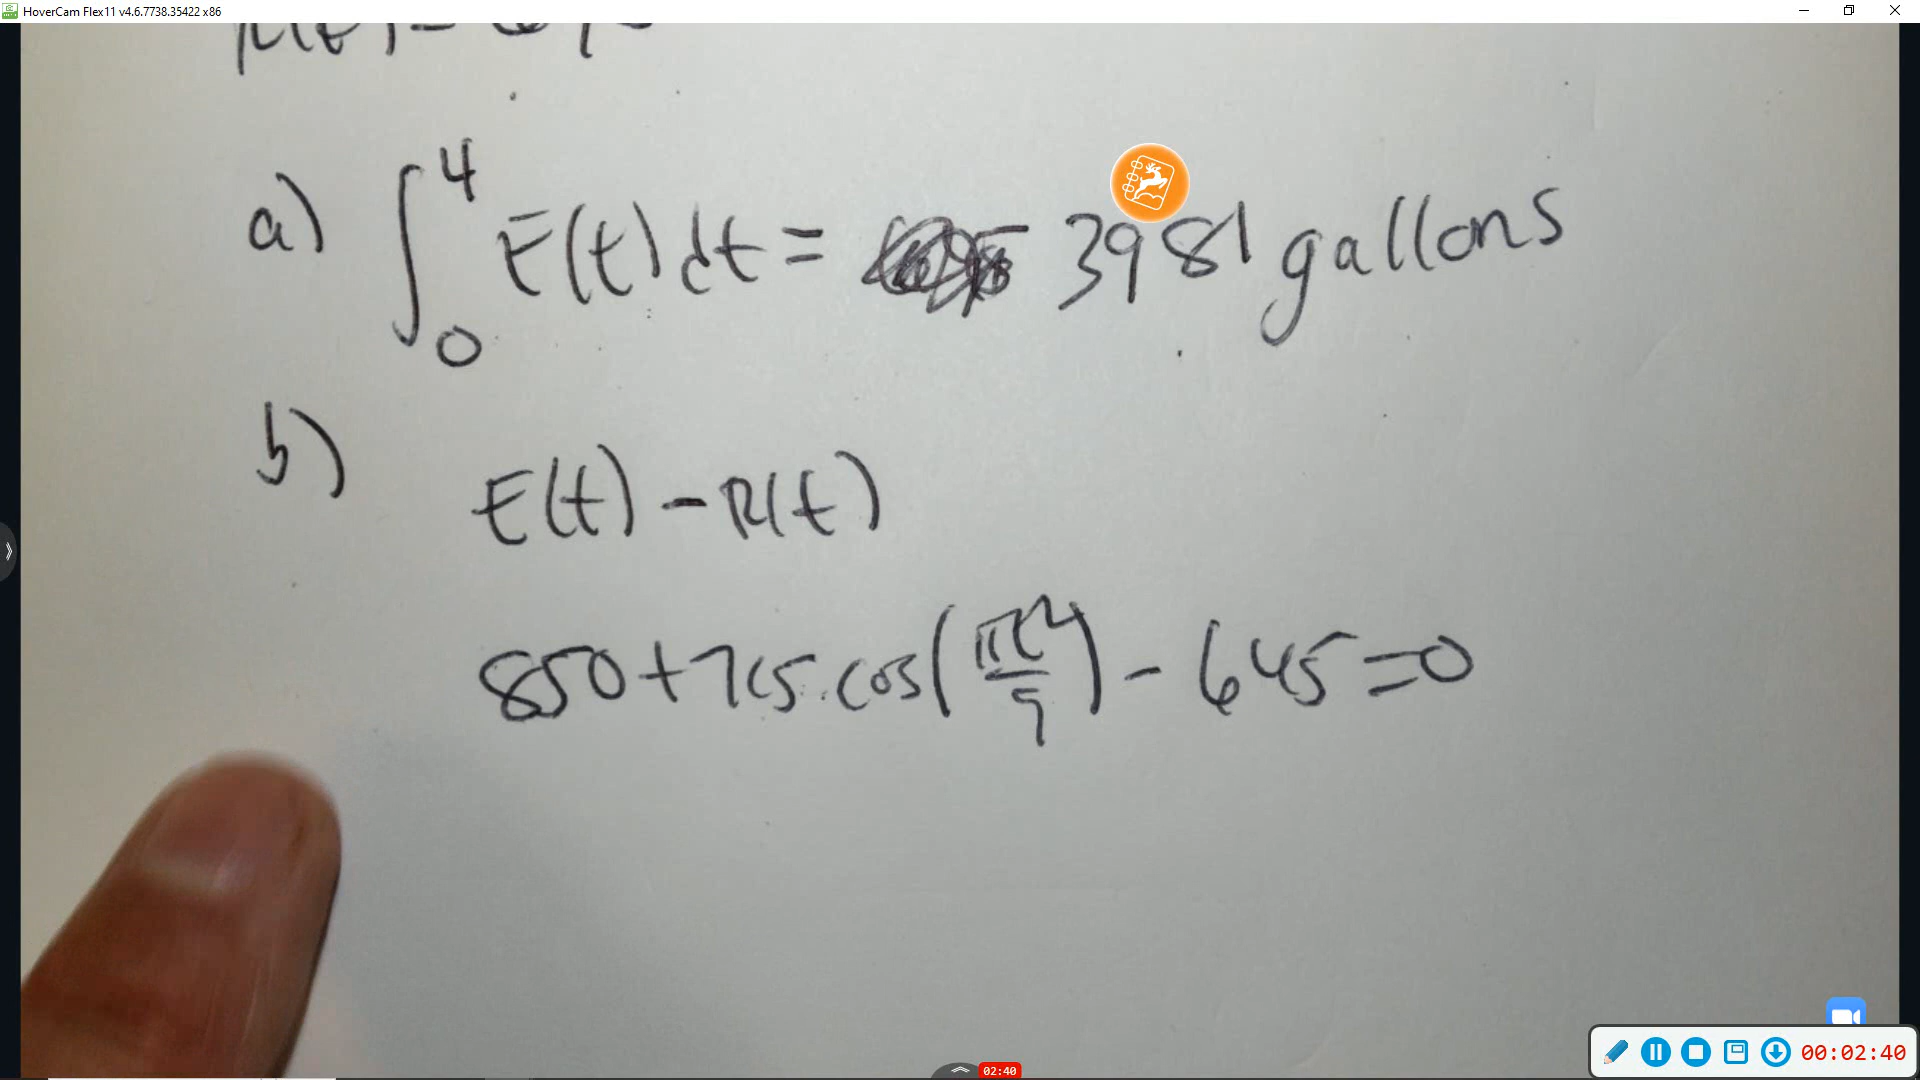 HoverCam Flex11 v4.6.7738.35422 x86
a) ∫₀⁴ E(t) dt = 3981 gallons
b)
E(t) - R(t)
850 + 715 cos(πt²/9) - 645 = 0
02:40
00:02:40